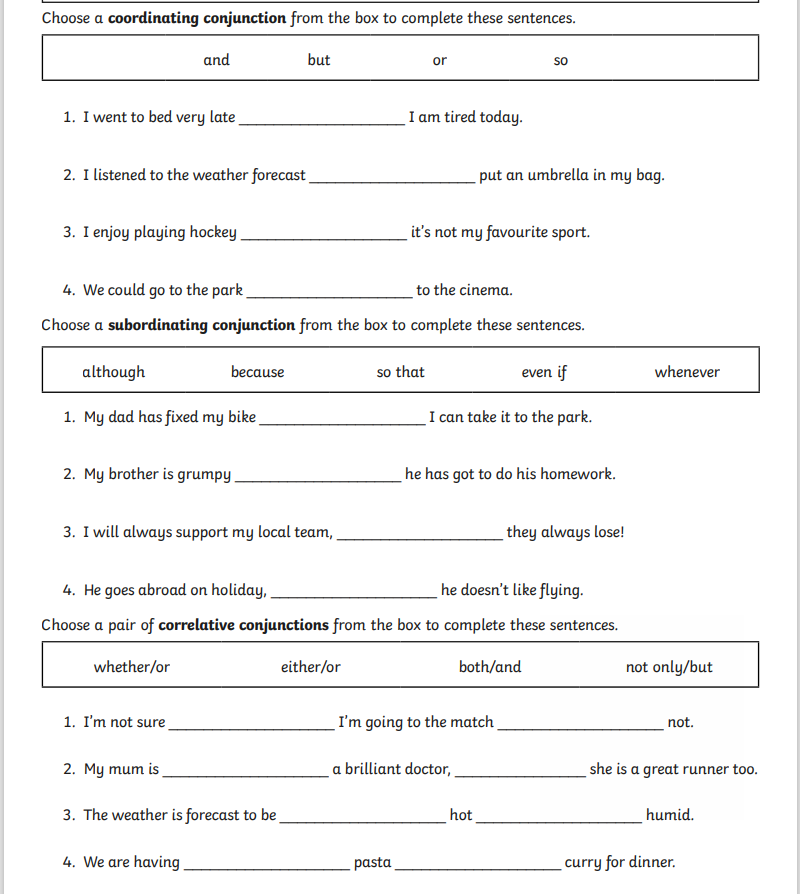 Choose a coordinating conjunction from the box to complete these sentences.
and but or so
1. I went to bed very late ____________________ I am tired today.
2. I listened to the weather forecast ____________________ put an umbrella in my bag.
3. I enjoy playing hockey ____________________ it's not my favourite sport.
4. We could go to the park ____________________ to the cinema.
Choose a subordinating conjunction from the box to complete these sentences.
although because so that even if whenever
1. My dad has fixed my bike ____________________ I can take it to the park.
2. My brother is grumpy ____________________ he has got to do his homework.
3. I will always support my local team, ____________________ they always lose!
4. He goes abroad on holiday, ____________________ he doesn't like flying.
Choose a pair of correlative conjunctions from the box to complete these sentences.
whether/or either/or both/and not only/but
1. I'm not sure ____________________ I'm going to the match ____________________ not.
2. My mum is ____________________ a brilliant doctor, ________________ she is a great runner too.
3. The weather is forecast to be ____________________ hot ____________________ humid.
4. We are having ____________________ pasta ____________________ curry for dinner.